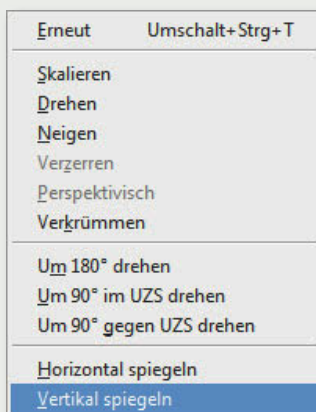 Erneut Umschalt+Strg+T
Skalieren
Drehen
Neigen
Verzerren
Perspektivisch
Verkrümmen
Um 180° drehen
Um 90° im UZS drehen
Um 90° gegen UZS drehen
Horizontal spiegeln
Vertikal spiegeln